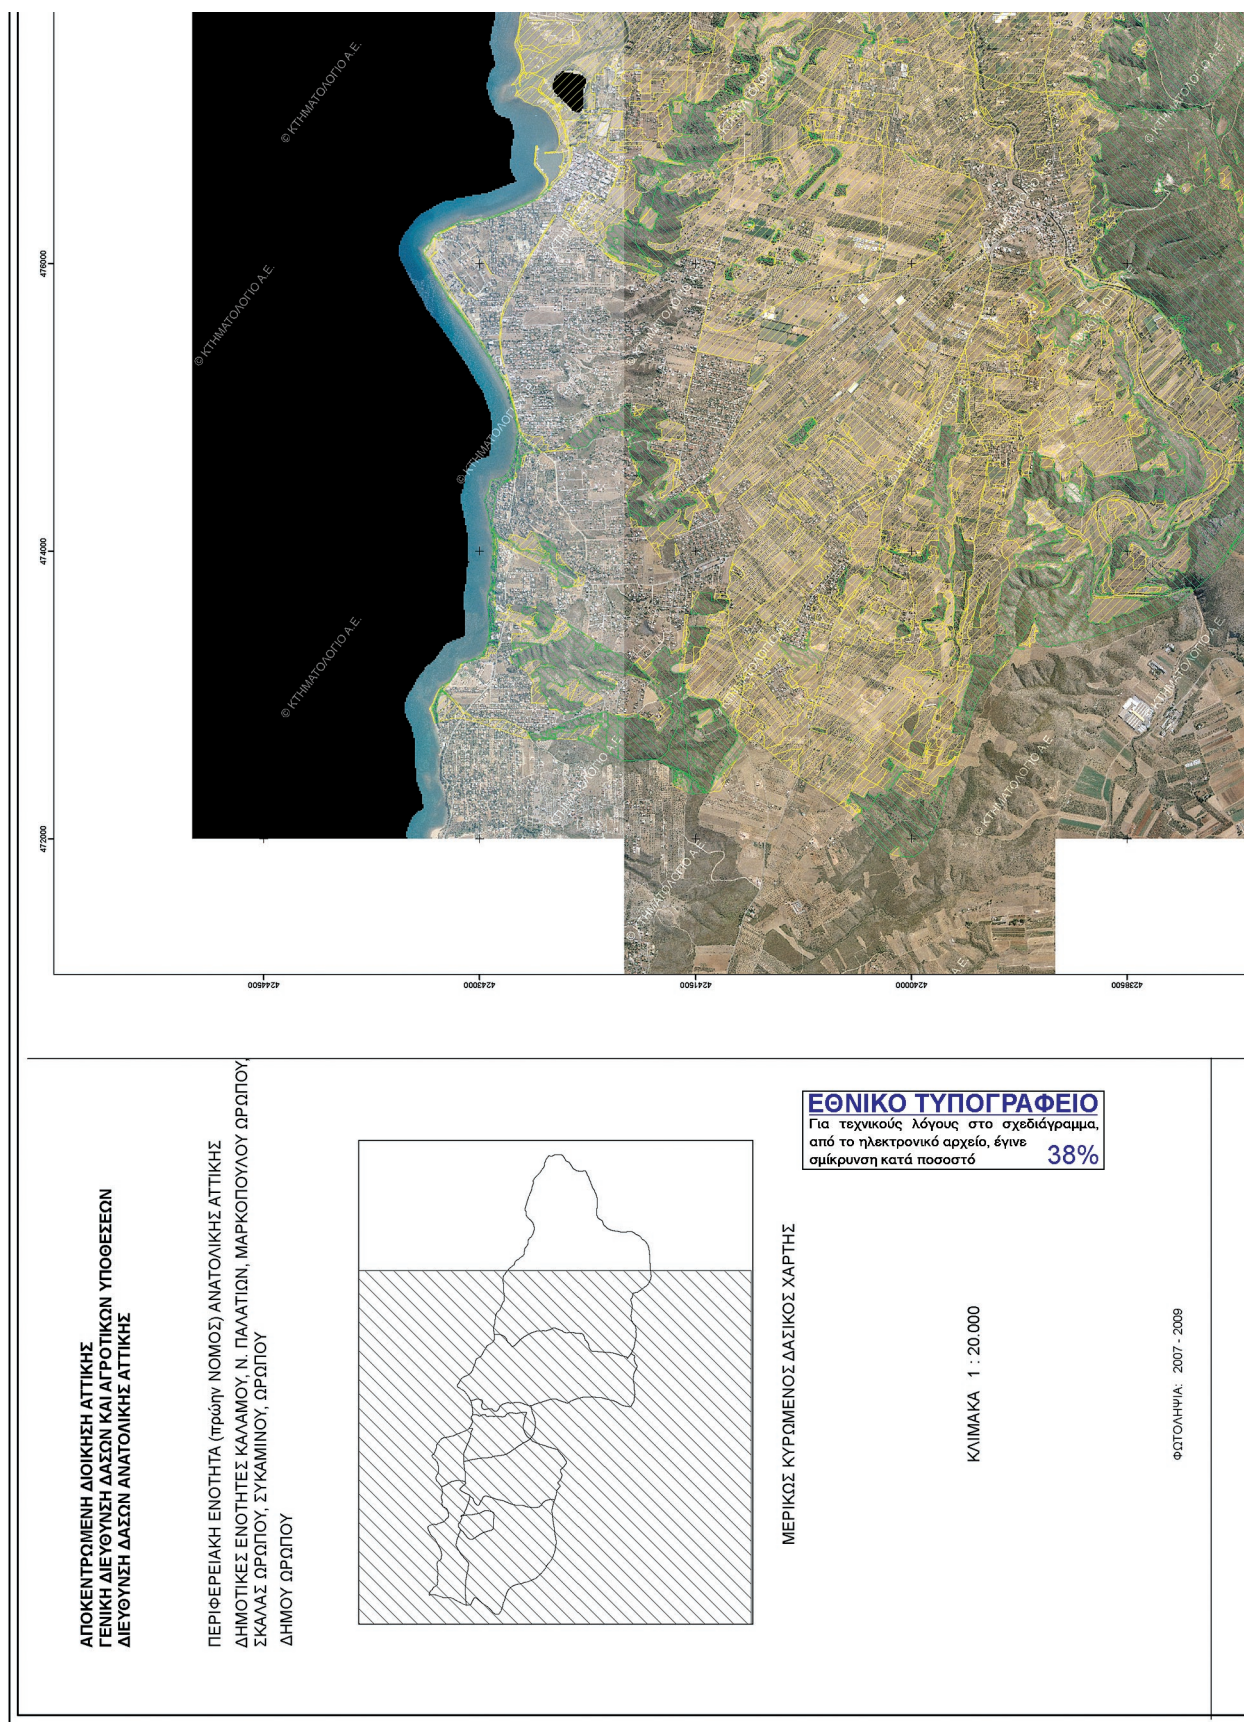 © ΚΤΗΜΑΤΟΛΟΓΙΟ Α.Ε.
© ΚΤΗΜΑΤΟΛΟΓΙΟ Α.Ε.
© ΚΤΗΜΑΤΟΛΟΓΙΟ Α.Ε.
476000
474000
472000
4244500
4243000
4241500
4240000
4238500
ΕΘΝΙΚΟ ΤΥΠΟΓΡΑΦΕΙΟ
Για τεχνικούς λόγους στο σχεδιάγραμμα,
από το ηλεκτρονικό αρχείο, έγινε
σμίκρυνση κατά ποσοστό 38%
ΑΠΟΚΕΝΤΡΩΜΕΝΗ ΔΙΟΙΚΗΣΗ ΑΤΤΙΚΗΣ
ΓΕΝΙΚΗ ΔΙΕΥΘΥΝΣΗ ΔΑΣΩΝ ΚΑΙ ΑΓΡΟΤΙΚΩΝ ΥΠΟΘΕΣΕΩΝ
ΔΙΕΥΘΥΝΣΗ ΔΑΣΩΝ ΑΝΑΤΟΛΙΚΗΣ ΑΤΤΙΚΗΣ
ΠΕΡΙΦΕΡΕΙΑΚΗ ΕΝΟΤΗΤΑ (πρώην ΝΟΜΟΣ) ΑΝΑΤΟΛΙΚΗΣ ΑΤΤΙΚΗΣ
ΔΗΜΟΤΙΚΕΣ ΕΝΟΤΗΤΕΣ ΚΑΛΑΜΟΥ, Ν. ΠΑΛΑΤΙΩΝ, ΜΑΡΚΟΠΟΥΛΟΥ ΩΡΩΠΟΥ,
ΣΚΑΛΑΣ ΩΡΩΠΟΥ, ΣΥΚΑΜΙΝΟΥ, ΩΡΩΠΟΥ
ΔΗΜΟΥ ΩΡΩΠΟΥ
ΜΕΡΙΚΩΣ ΚΥΡΩΜΕΝΟΣ ΔΑΣΙΚΟΣ ΧΑΡΤΗΣ
ΚΛΙΜΑΚΑ 1 : 20.000
ΦΩΤΟΛΗΨΙΑ: 2007 - 2009